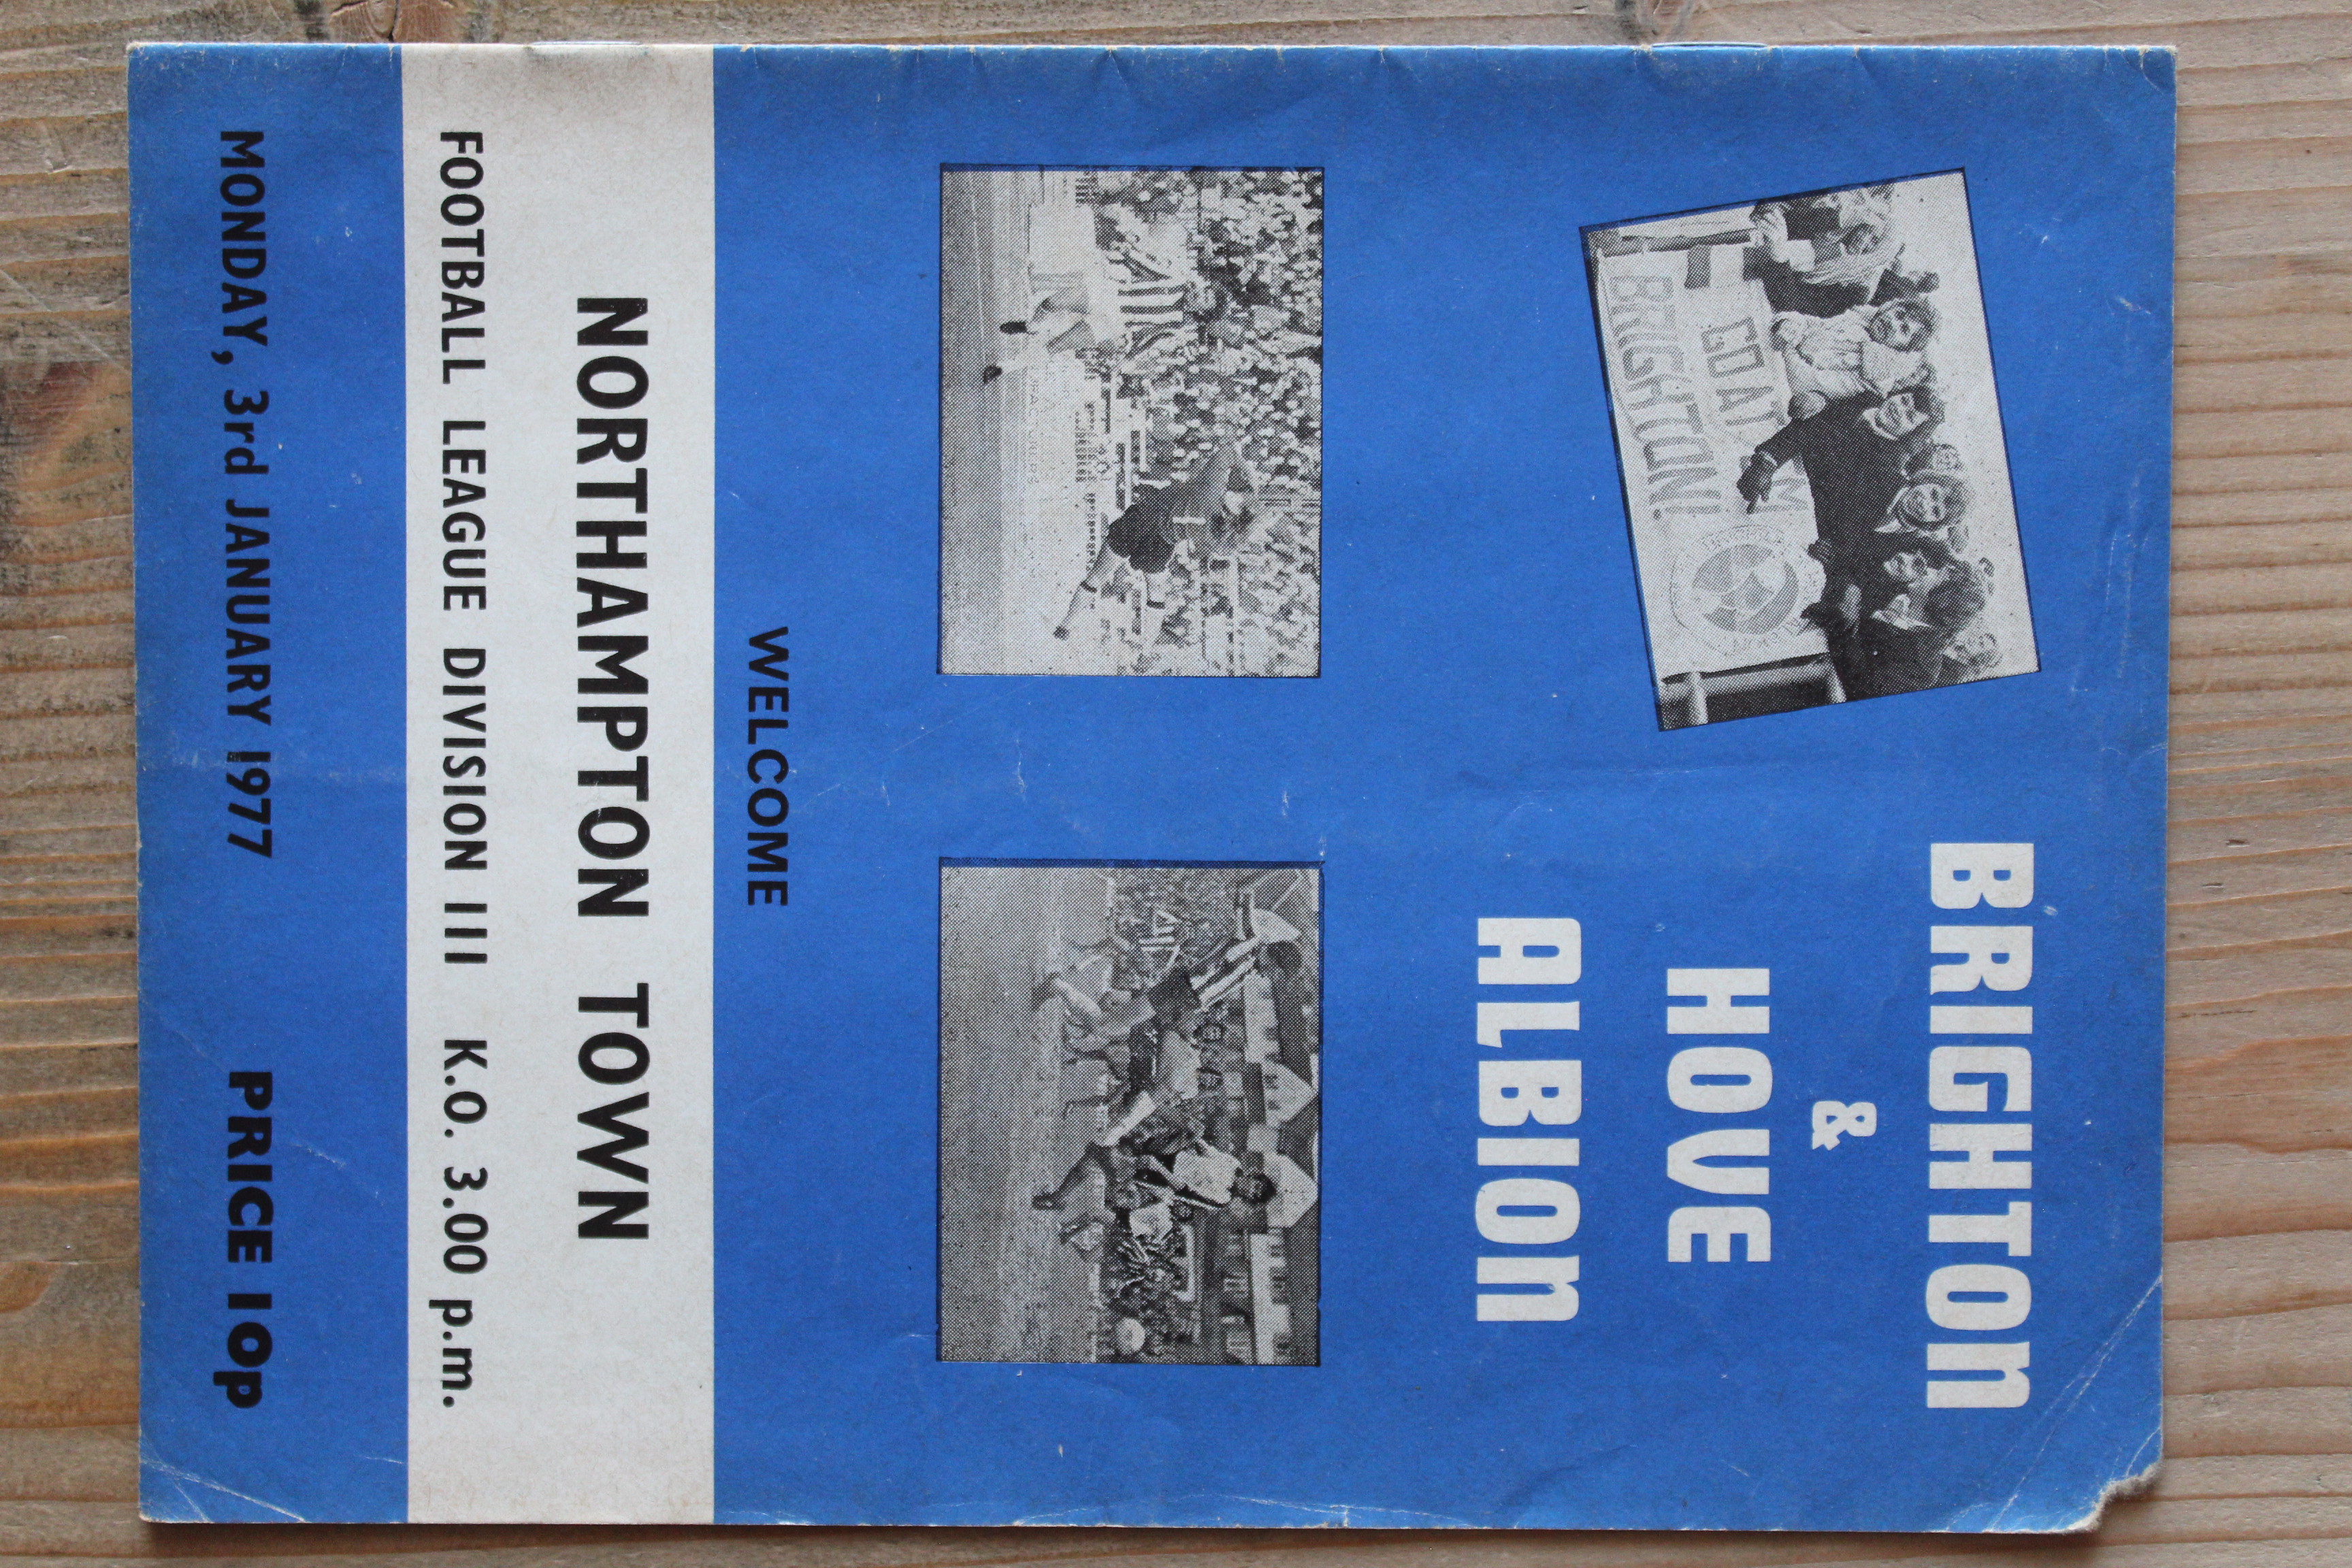 BRIGHTON
&
HOVE
ALBION
GOAL
BRIGHTON!
WELCOME
NORTHAMPTON TOWN
FOOTBALL LEAGUE DIVISION III K.O. 3.00 p.m.
MONDAY, 3rd JANUARY 1977 PRICE 10p